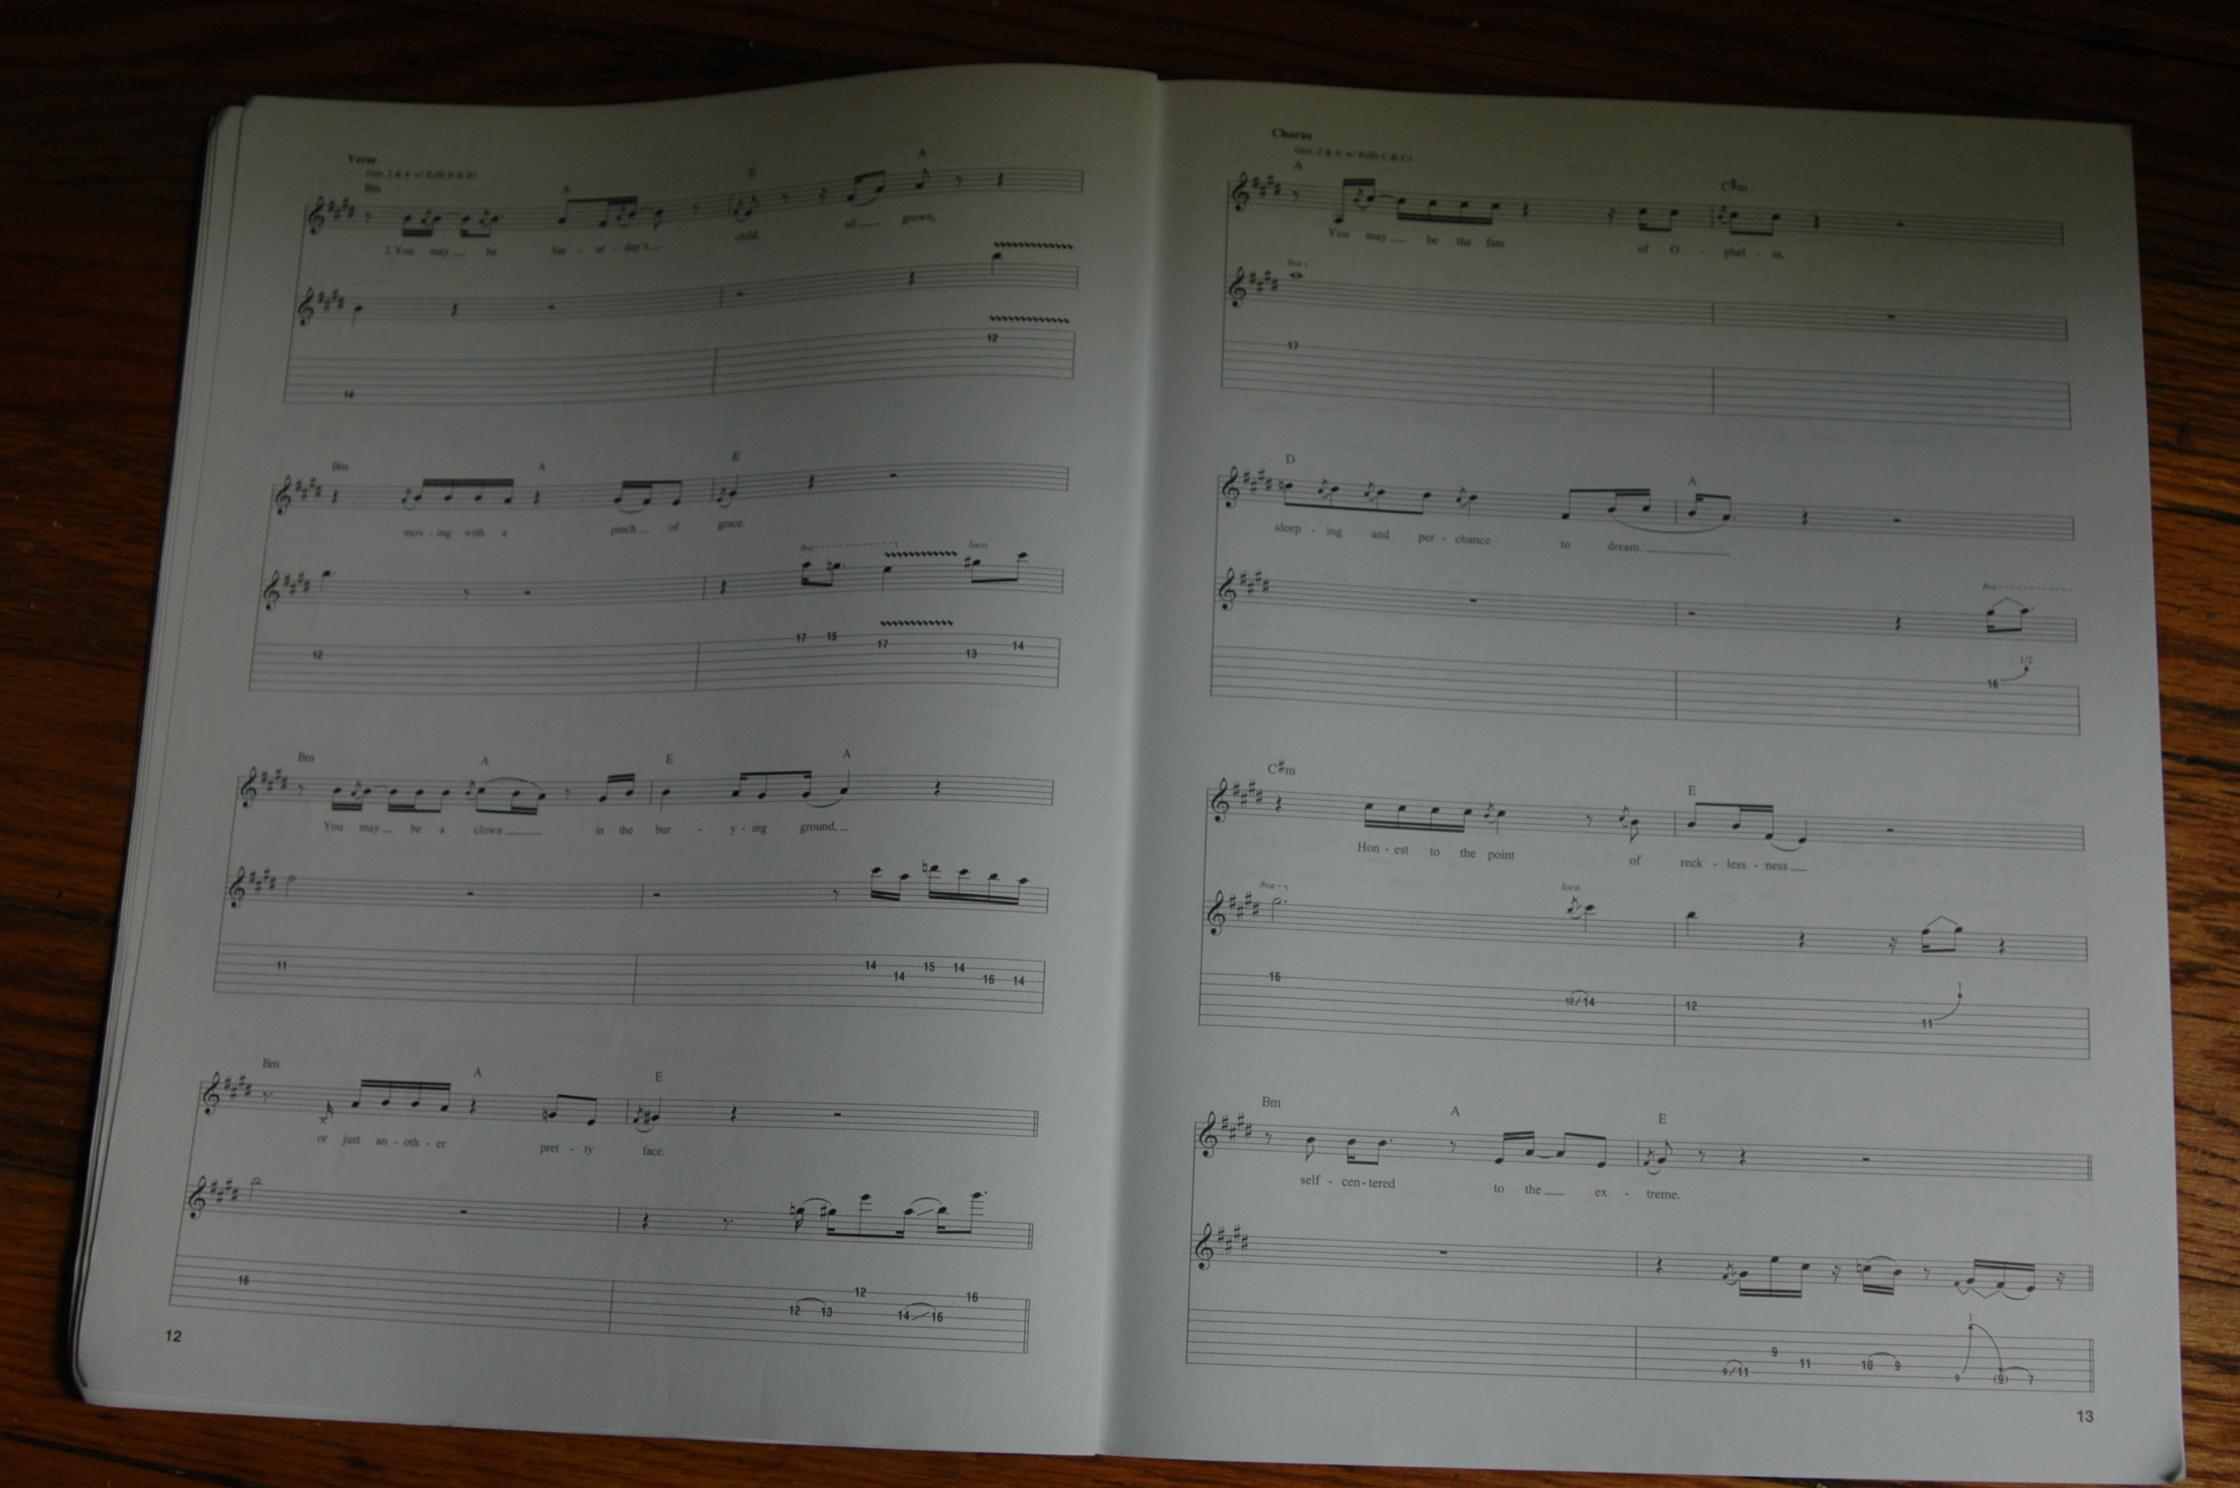 Verse
Gtrs. 2 & 4: w/ Riffs B & B1
Bm A E A
2. You may be Sat - ur - day's child all grown,
12
14
Bm A E
mov - ing with a pinch of grace.
8va loco
12 17 15 17 13 14
Bm A E A
You may be a clown in the bur - y - ing ground,
11 14 14 15 14 16 14
Bm A E
or just an - oth - er pret - ty face.
16 12 13 12 14 16 16
12
Chorus
Gtrs. 2 & 4: w/ Riffs C & C1
A C#m
You may be the fate of O - phel - ia,
8va
17
D A
sleep - ing and per - chance to dream.
8va
1/2
16
C#m E
Hon - est to the point of reck - less - ness
8va loco
1
16 12/14 12 11
Bm A E
self - cen - tered to the ex - treme.
1
9/11 9 11 10 9 9 (9) 7
13